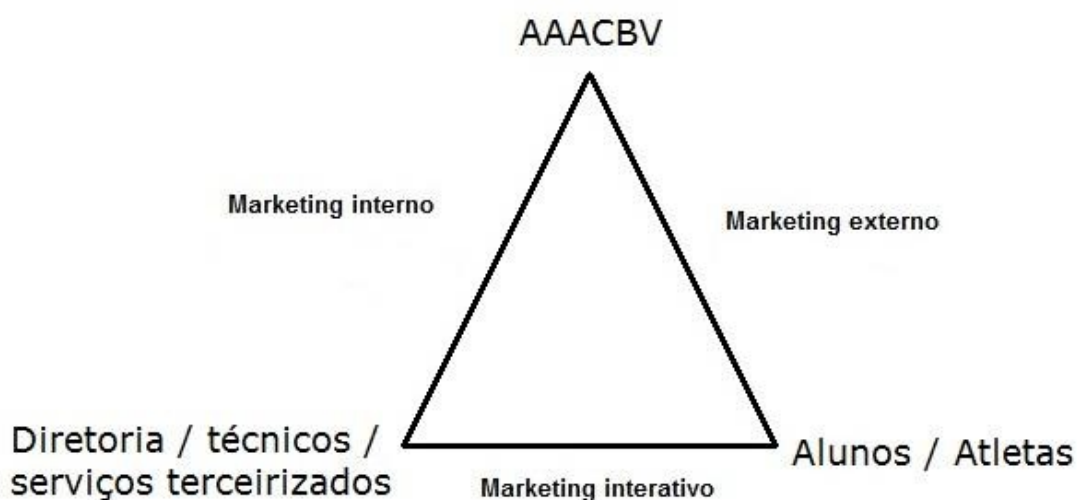 AAACBV
Marketing interno
Marketing externo
Diretoria / técnicos /
serviços terceirizados
Alunos / Atletas
Marketing interativo